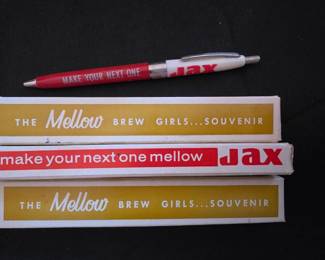 MAKE YOUR NEXT ONE Jax
THE Mellow BREW GIRLS...SOUVENIR
make your next one mellow Jax
THE Mellow BREW GIRLS...SOUVENIR